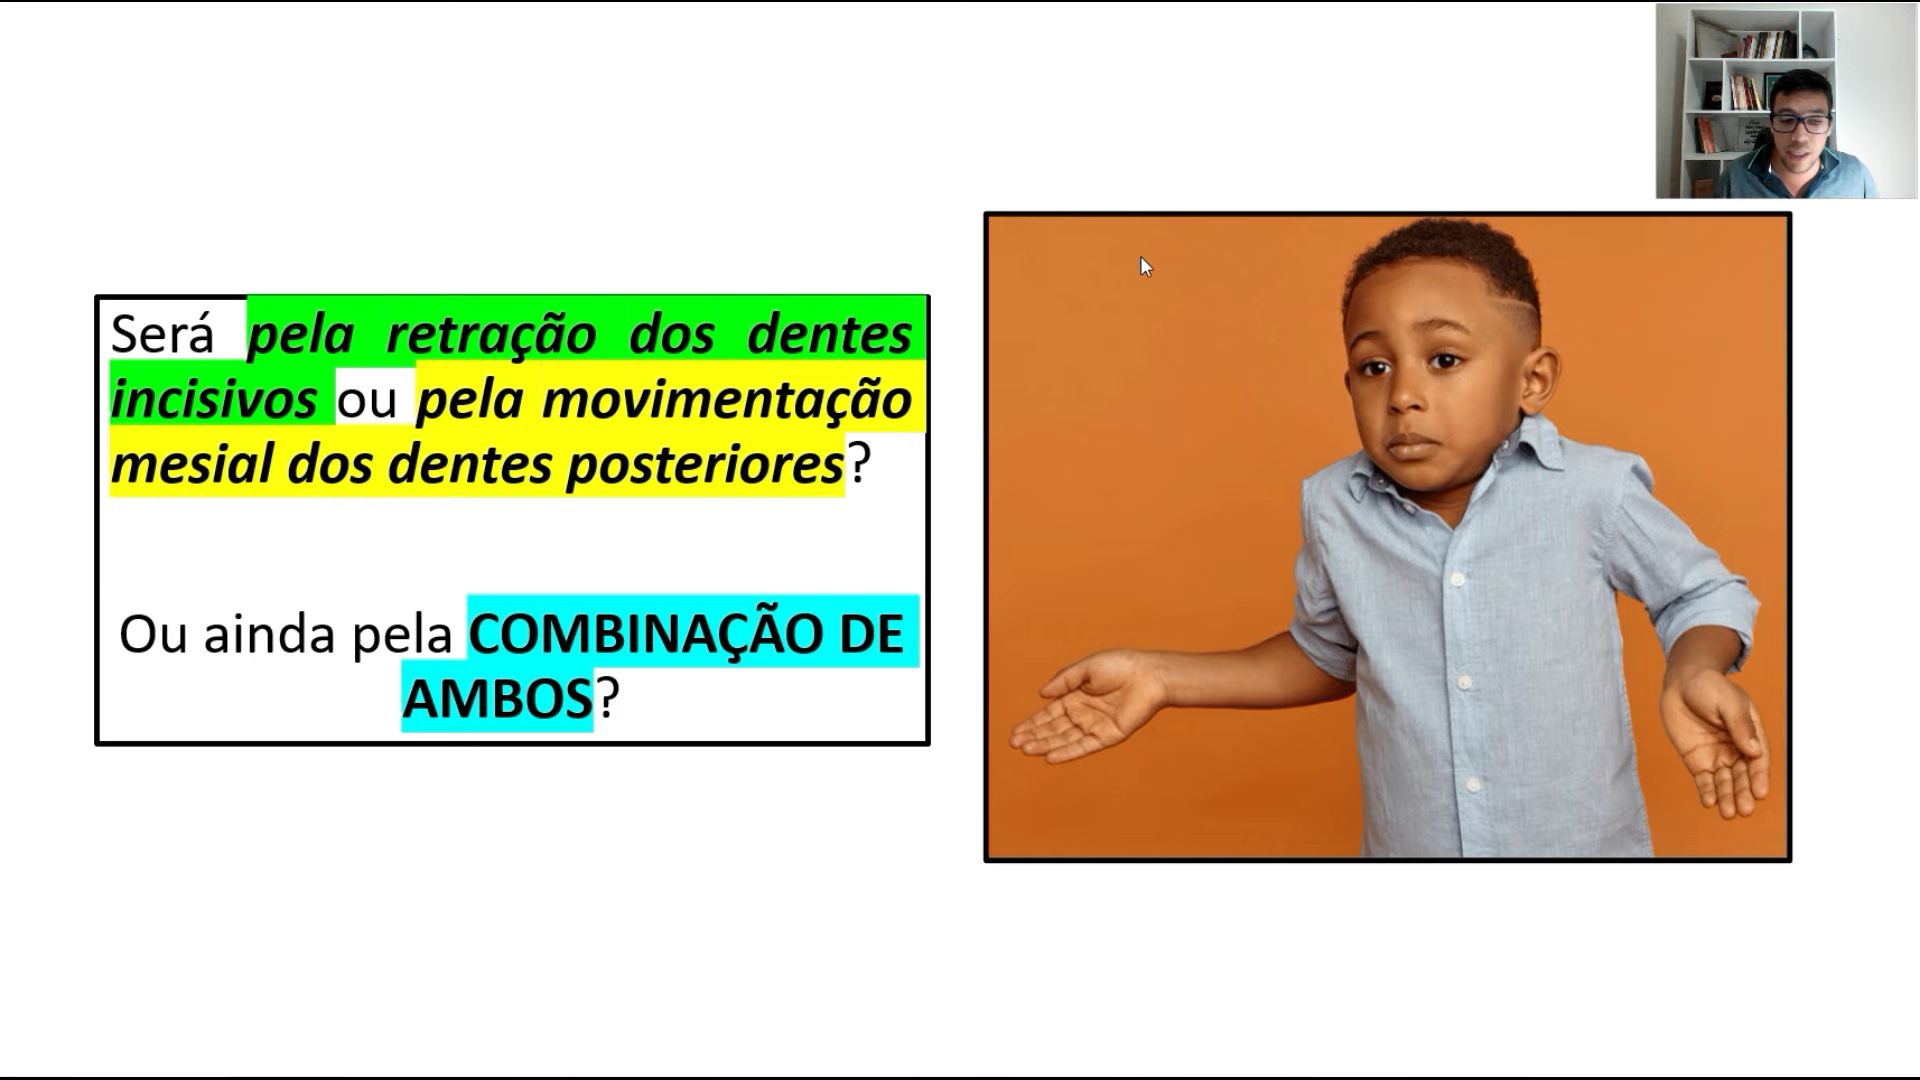 Será pela retração dos dentes
incisivos ou pela movimentação
mesial dos dentes posteriores?
Ou ainda pela COMBINAÇÃO DE
AMBOS?